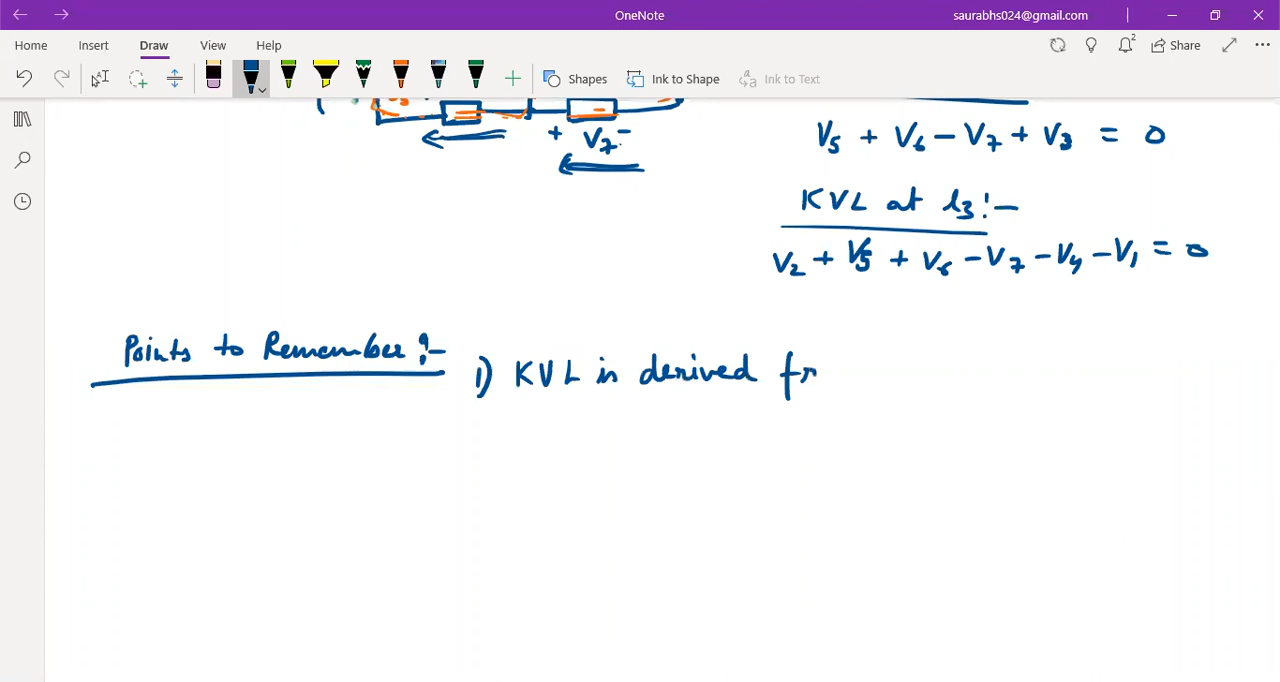 OneNote
saurabhs024@gmail.com
Home Insert Draw View Help
Share
Shapes Ink to Shape Ink to Text
+ V7 -
V5 + V6 - V7 + V3 = 0
KVL at l3:-
V2 + V5 + V6 - V7 - V4 - V1 = 0
Points to Remember :-
1) KVL is derived fr